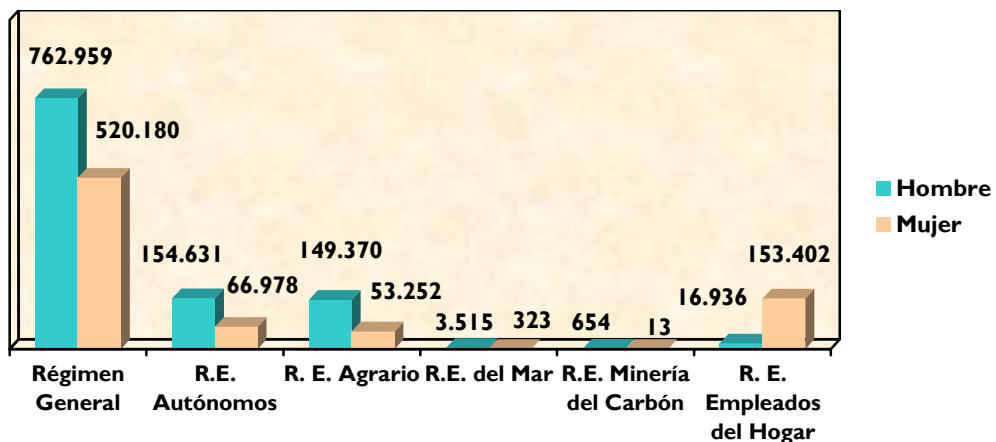 762.959
520.180
154.631
66.978
149.370
53.252
3.515
323
654
13
16.936
153.402
Hombre
Mujer
Régimen
General
R.E.
Autónomos
R. E. Agrario
R.E. del Mar
R.E. Minería
del Carbón
R. E.
Empleados
del Hogar